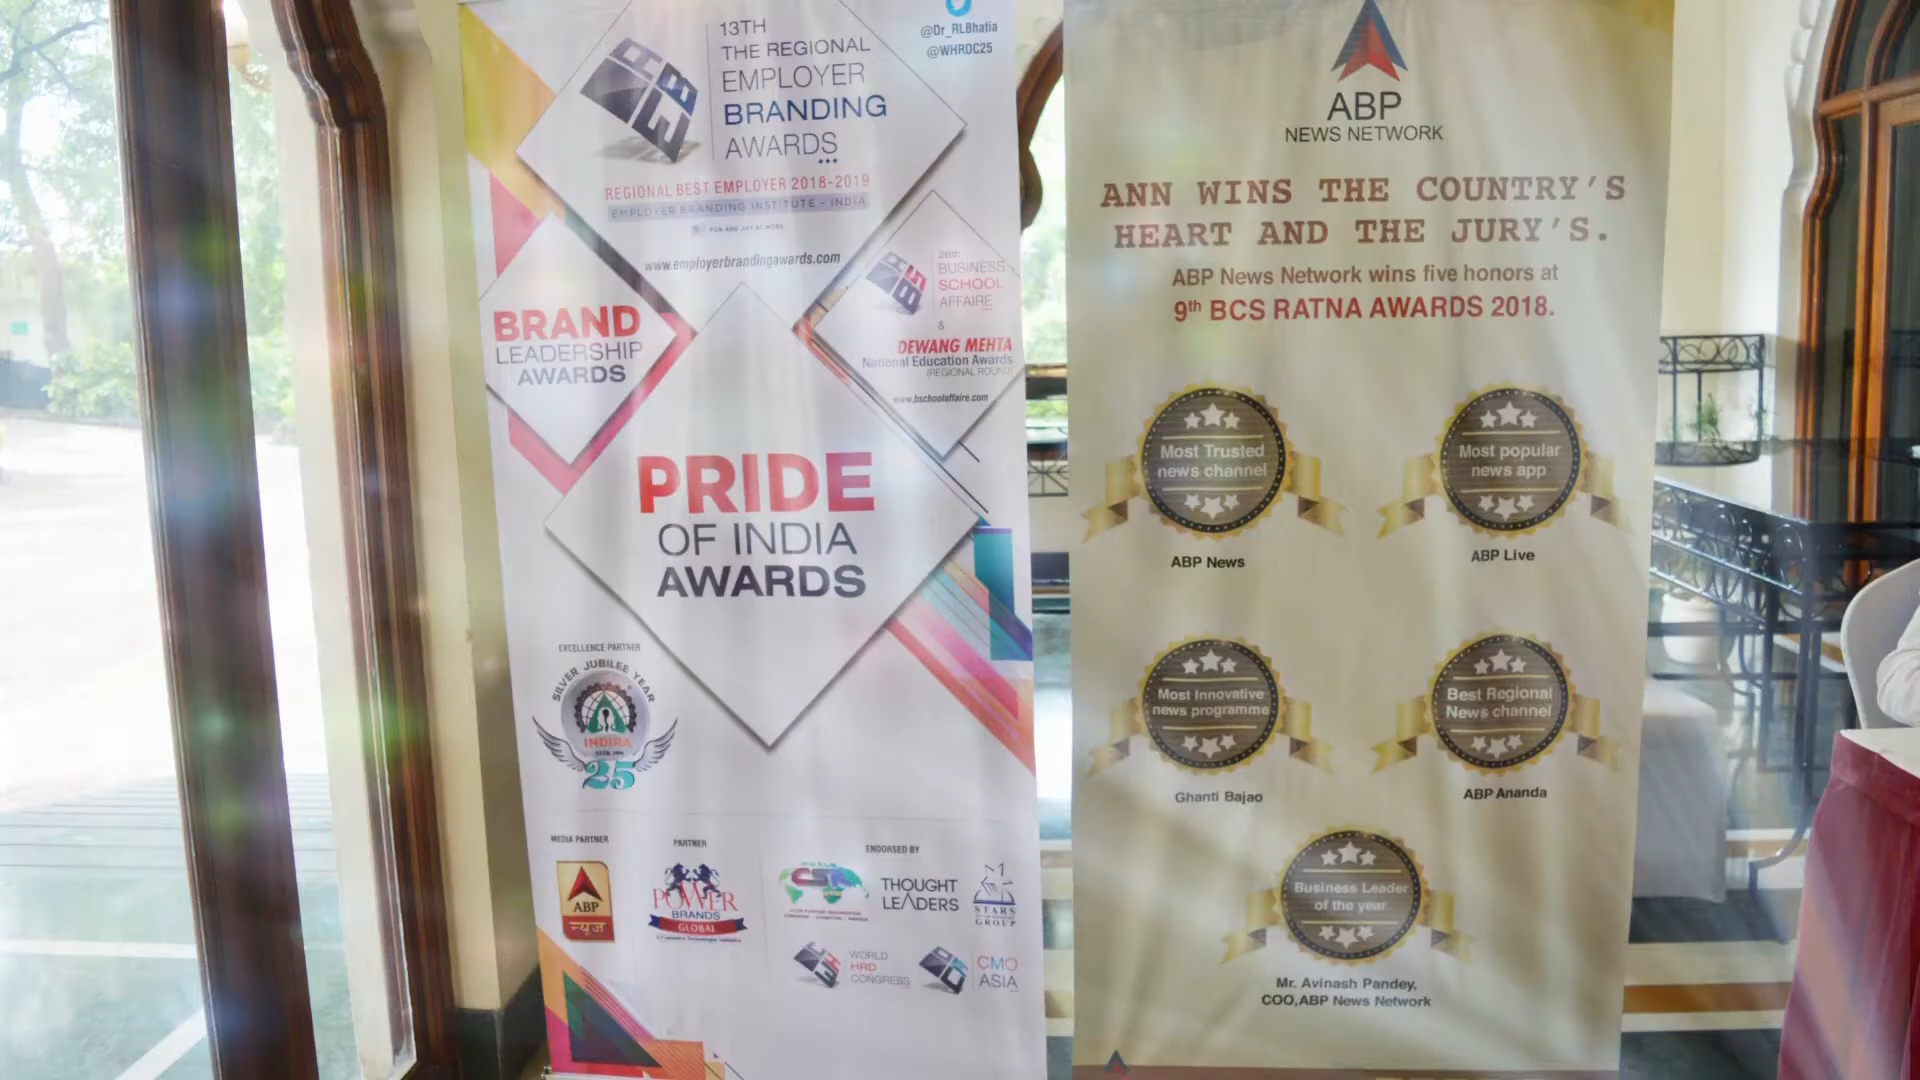 @Dr_RLBhatia
@WHRDC25
13TH
THE REGIONAL
EMPLOYER
BRANDING
AWARDS
REGIONAL BEST EMPLOYER 2018-2019
EMPLOYER BRANDING INSTITUTE - INDIA
FUN AND JOY AT WORK
www.employerbrandingawards.com
BRAND
LEADERSHIP
AWARDS
26th
BUSINESS
SCHOOL
AFFAIRE
&
DEWANG MEHTA
National Education Awards
(REGIONAL ROUND)
www.bschoolaffaire.com
PRIDE
OF INDIA
AWARDS
EXCELLENCE PARTNER
SILVER JUBILEE YEAR
INDIRA
25
MEDIA PARTNER
ABP
न्यूज़
PARTNER
POWER
BRANDS
GLOBAL
ENDORSED BY
THOUGHT
LEADERS
STARS
GROUP
WORLD
HRD
CONGRESS
CMO
ASIA
ABP
NEWS NETWORK
ANN WINS THE COUNTRY'S
HEART AND THE JURY'S.
ABP News Network wins five honors at
9th BCS RATNA AWARDS 2018.
Most Trusted
news channel
ABP News
Most popular
news app
ABP Live
Most Innovative
news programme
Ghanti Bajao
Best Regional
News channel
ABP Ananda
Business Leader
of the year
Mr. Avinash Pandey,
COO,ABP News Network